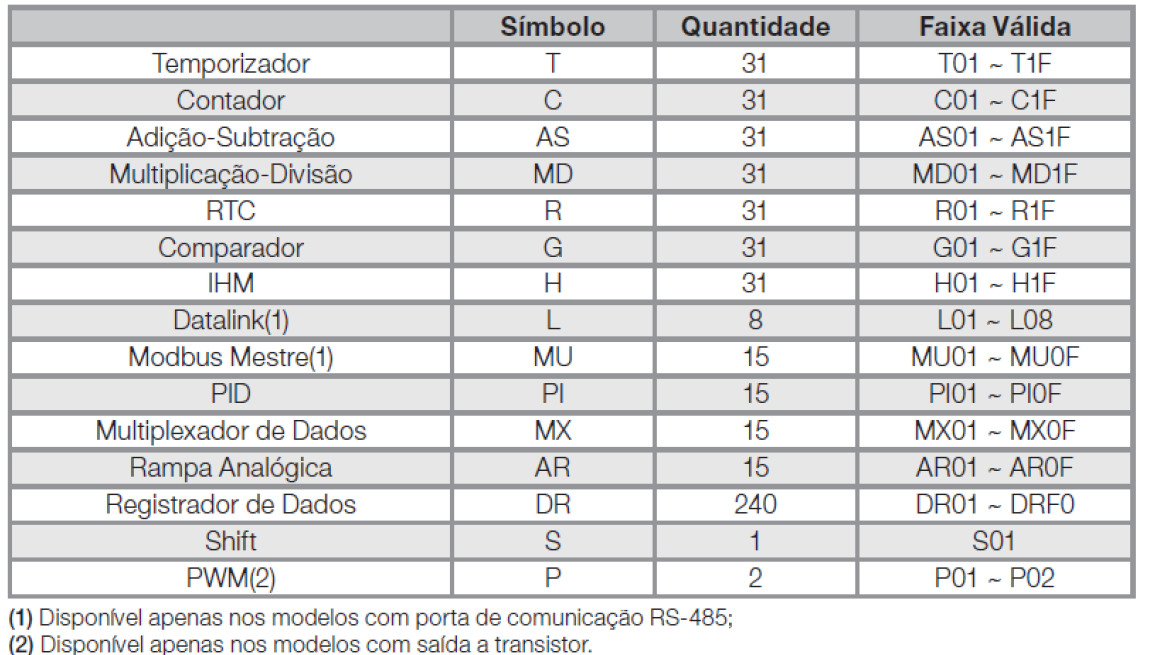 Símbolo Quantidade Faixa Válida
Temporizador T 31 T01 ~ T1F
Contador C 31 C01 ~ C1F
Adição-Subtração AS 31 AS01 ~ AS1F
Multiplicação-Divisão MD 31 MD01 ~ MD1F
RTC R 31 R01 ~ R1F
Comparador G 31 G01 ~ G1F
IHM H 31 H01 ~ H1F
Datalink(1) L 8 L01 ~ L08
Modbus Mestre(1) MU 15 MU01 ~ MU0F
PID PI 15 PI01 ~ PI0F
Multiplexador de Dados MX 15 MX01 ~ MX0F
Rampa Analógica AR 15 AR01 ~ AR0F
Registrador de Dados DR 240 DR01 ~ DRF0
Shift S 1 S01
PWM(2) P 2 P01 ~ P02
(1) Disponível apenas nos modelos com porta de comunicação RS-485;
(2) Disponível apenas nos modelos com saída a transistor.